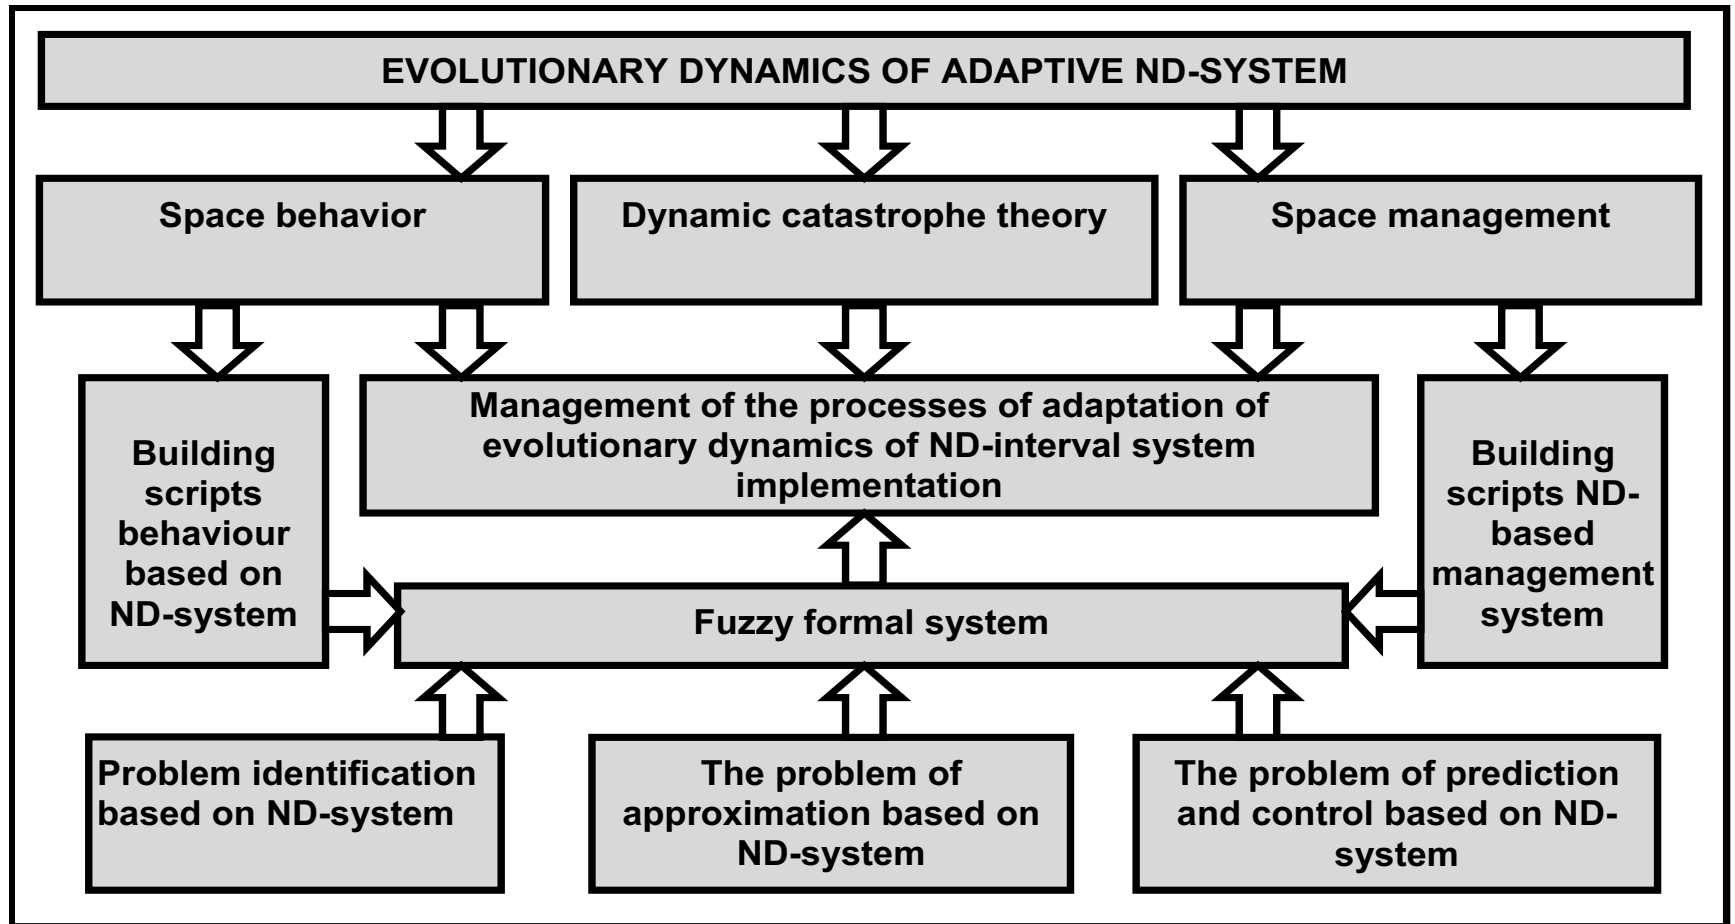 EVOLUTIONARY DYNAMICS OF ADAPTIVE ND-SYSTEM
Space behavior
Dynamic catastrophe theory
Space management
Building
scripts
behaviour
based on
ND-system
Management of the processes of adaptation of
evolutionary dynamics of ND-interval system
implementation
Building
scripts ND-
based
management
system
Fuzzy formal system
Problem identification
based on ND-system
The problem of
approximation based on
ND-system
The problem of prediction
and control based on ND-
system